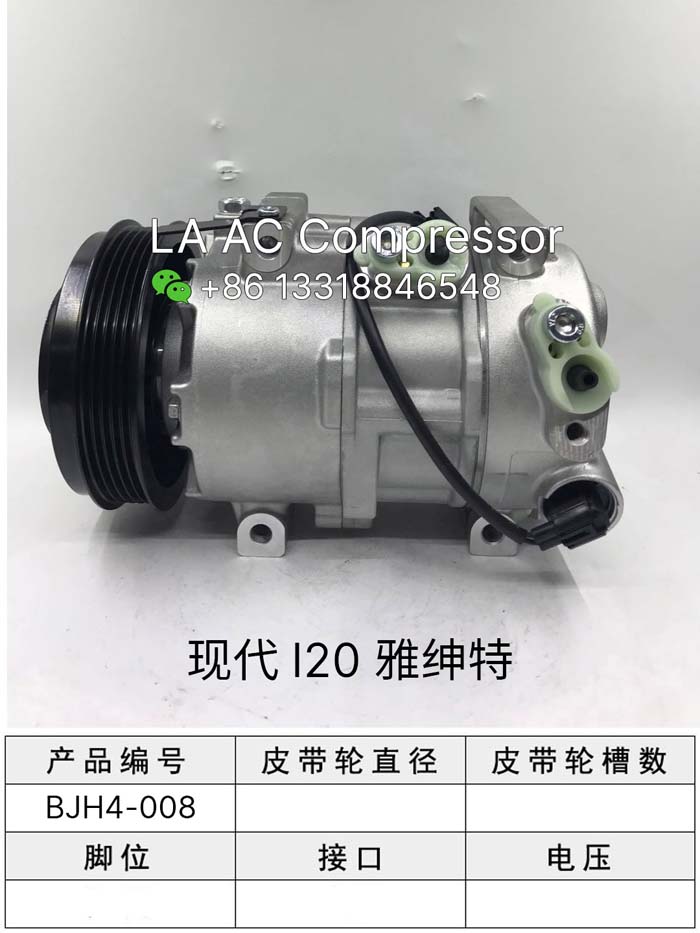 LA AC Compressor
+86 13318846548
现代 I20 雅绅特
产品编号 皮带轮直径 皮带轮槽数
BJH4-008
脚位 接口 电压